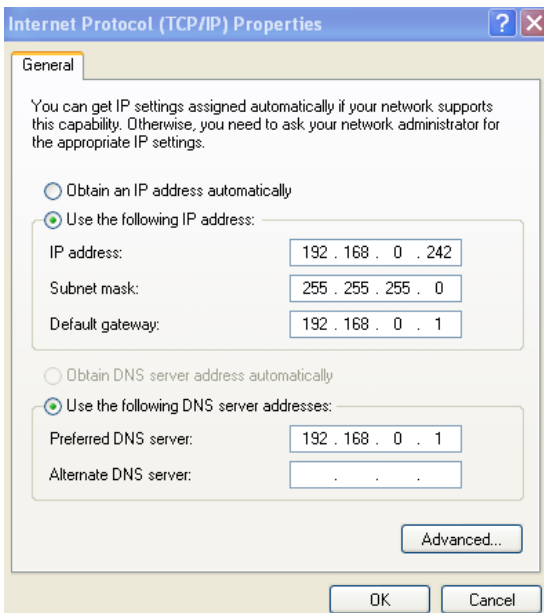 Internet Protocol (TCP/IP) Properties
General
You can get IP settings assigned automatically if your network supports
this capability. Otherwise, you need to ask your network administrator for
the appropriate IP settings.
Obtain an IP address automatically
Use the following IP address:
IP address: 192 . 168 . 0 . 242
Subnet mask: 255 . 255 . 255 . 0
Default gateway: 192 . 168 . 0 . 1
Obtain DNS server address automatically
Use the following DNS server addresses:
Preferred DNS server: 192 . 168 . 0 . 1
Alternate DNS server: . . .
Advanced...
OK Cancel